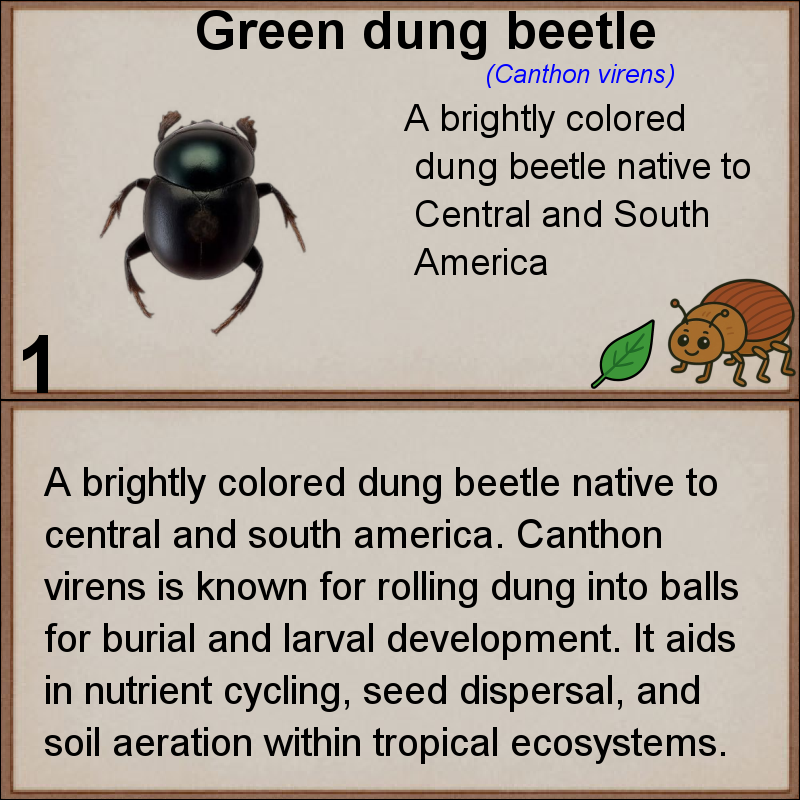 Green dung beetle
(Canthon virens)
A brightly colored
dung beetle native to
Central and South
America
1
A brightly colored dung beetle native to
central and south america. Canthon
virens is known for rolling dung into balls
for burial and larval development. It aids
in nutrient cycling, seed dispersal, and
soil aeration within tropical ecosystems.